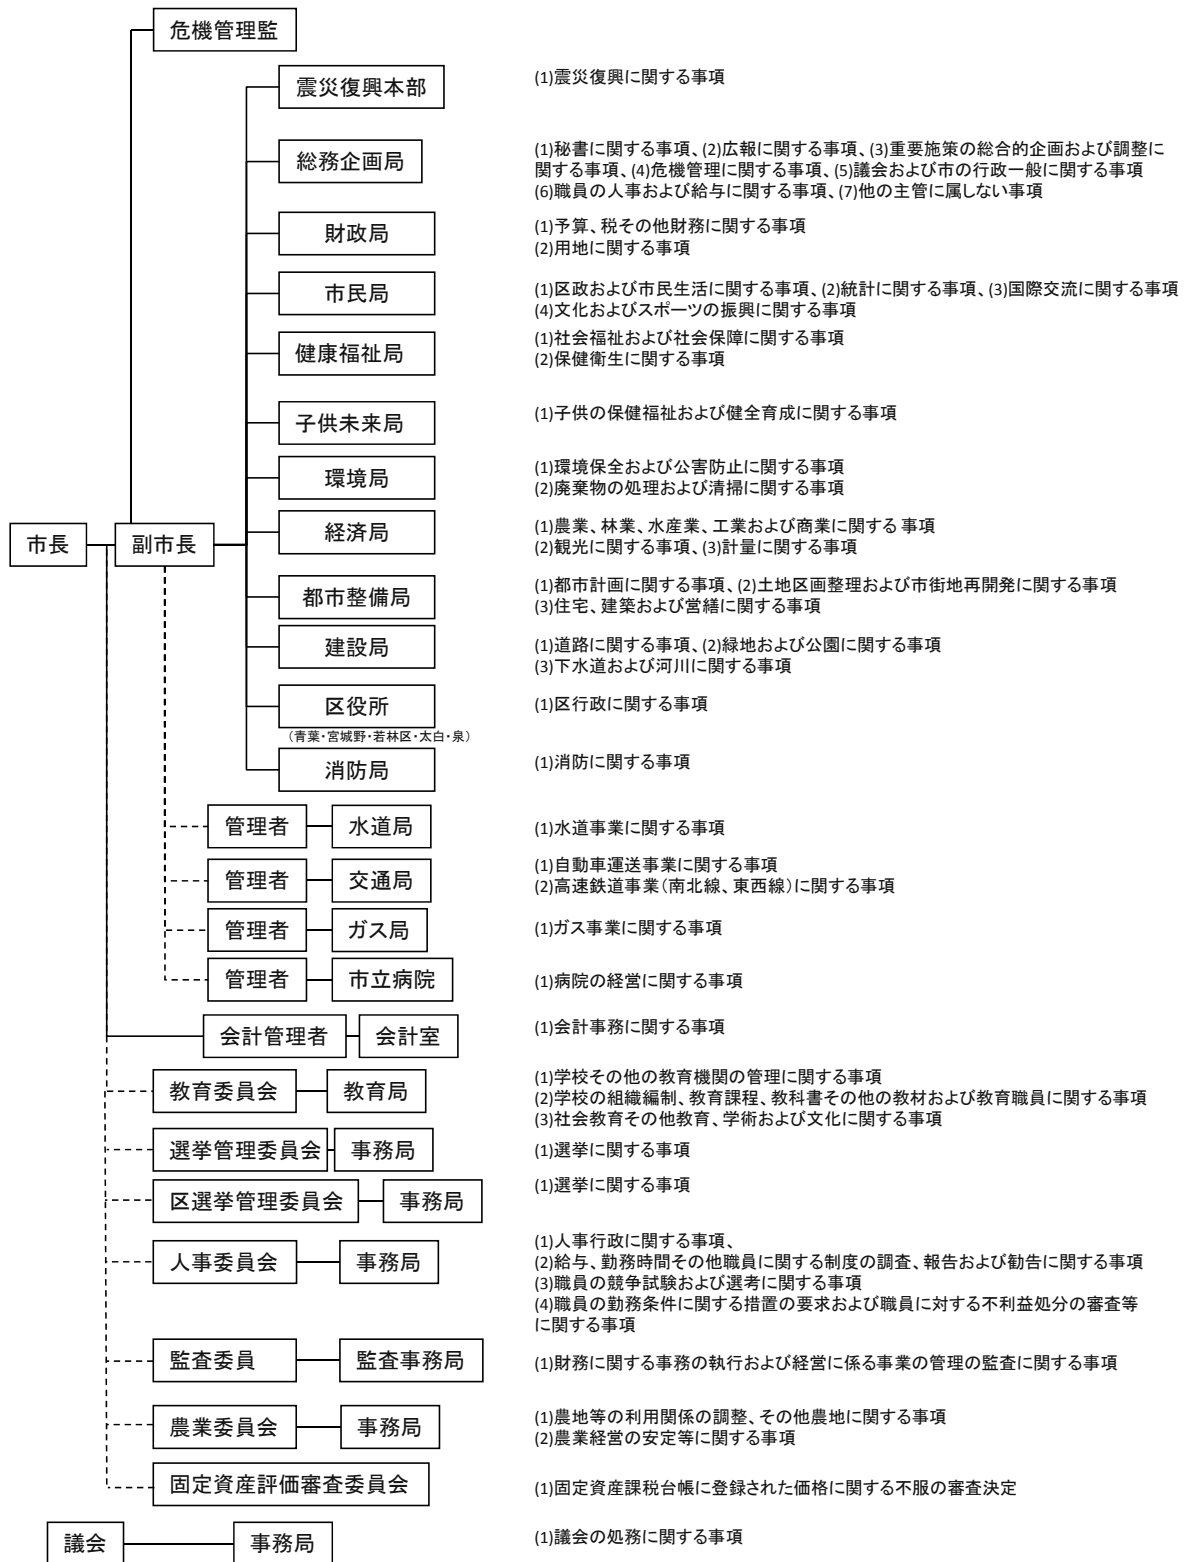 危機管理監
震災復興本部
(1)震災復興に関する事項
総務企画局
(1)秘書に関する事項、(2)広報に関する事項、(3)重要施策の総合的企画および調整に
関する事項、(4)危機管理に関する事項、(5)議会および市の行政一般に関する事項
(6)職員の人事および給与に関する事項、(7)他の主管に属しない事項
財政局
(1)予算、税その他財務に関する事項
(2)用地に関する事項
市民局
(1)区政および市民生活に関する事項、(2)統計に関する事項、(3)国際交流に関する事項
(4)文化およびスポーツの振興に関する事項
健康福祉局
(1)社会福祉および社会保障に関する事項
(2)保健衛生に関する事項
子供未来局
(1)子供の保健福祉および健全育成に関する事項
環境局
(1)環境保全および公害防止に関する事項
(2)廃棄物の処理および清掃に関する事項
市長
副市長
経済局
(1)農業、林業、水産業、工業および商業に関する事項
(2)観光に関する事項、(3)計量に関する事項
都市整備局
(1)都市計画に関する事項、(2)土地区画整理および市街地再開発に関する事項
(3)住宅、建築および営繕に関する事項
建設局
(1)道路に関する事項、(2)緑地および公園に関する事項
(3)下水道および河川に関する事項
区役所
(1)区行政に関する事項
(青葉・宮城野・若林区・太白・泉)
消防局
(1)消防に関する事項
管理者
水道局
(1)水道事業に関する事項
管理者
交通局
(1)自動車運送事業に関する事項
(2)高速鉄道事業(南北線、東西線)に関する事項
管理者
ガス局
(1)ガス事業に関する事項
管理者
市立病院
(1)病院の経営に関する事項
会計管理者
会計室
(1)会計事務に関する事項
教育委員会
教育局
(1)学校その他の教育機関の管理に関する事項
(2)学校の組織編制、教育課程、教科書その他の教材および教育職員に関する事項
(3)社会教育その他教育、学術および文化に関する事項
選挙管理委員会
事務局
(1)選挙に関する事項
区選挙管理委員会
事務局
(1)選挙に関する事項
人事委員会
事務局
(1)人事行政に関する事項、
(2)給与、勤務時間その他職員に関する制度の調査、報告および勧告に関する事項
(3)職員の競争試験および選考に関する事項
(4)職員の勤務条件に関する措置の要求および職員に対する不利益処分の審査等
に関する事項
監査委員
監査事務局
(1)財務に関する事務の執行および経営に係る事業の管理の監査に関する事項
農業委員会
事務局
(1)農地等の利用関係の調整、その他農地に関する事項
(2)農業経営の安定等に関する事項
固定資産評価審査委員会
(1)固定資産課税台帳に登録された価格に関する不服の審査決定
議会
事務局
(1)議会の処務に関する事項